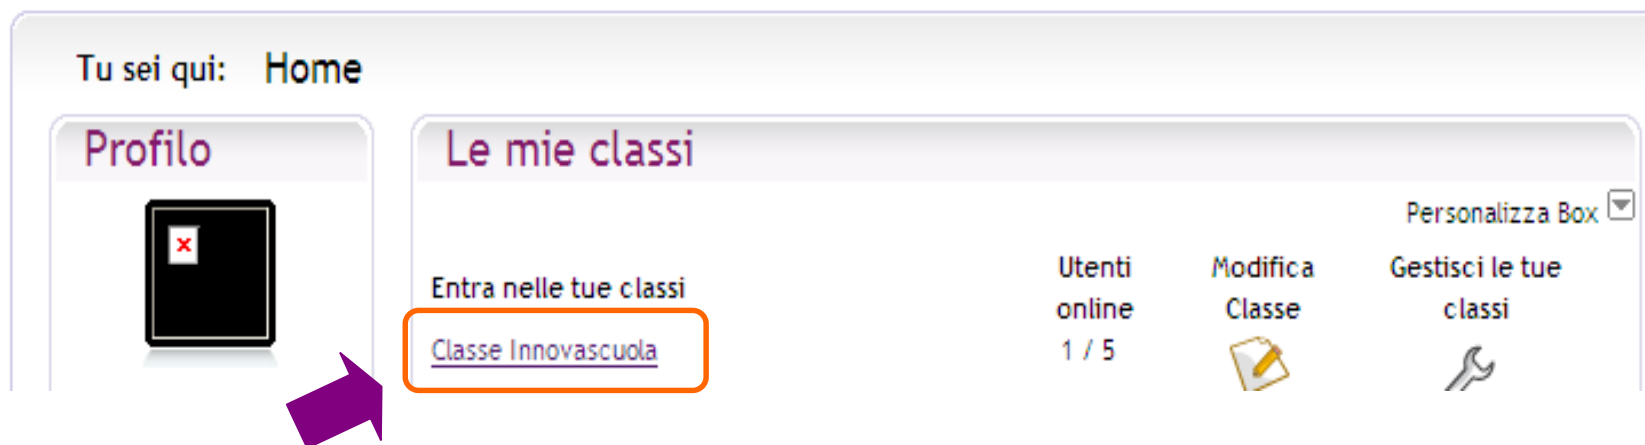 Tu sei qui: Home
Profilo
Le mie classi
Personalizza Box
Entra nelle tue classi
Utenti online
Modifica Classe
Gestisci le tue classi
Classe Innovascuola
1 / 5